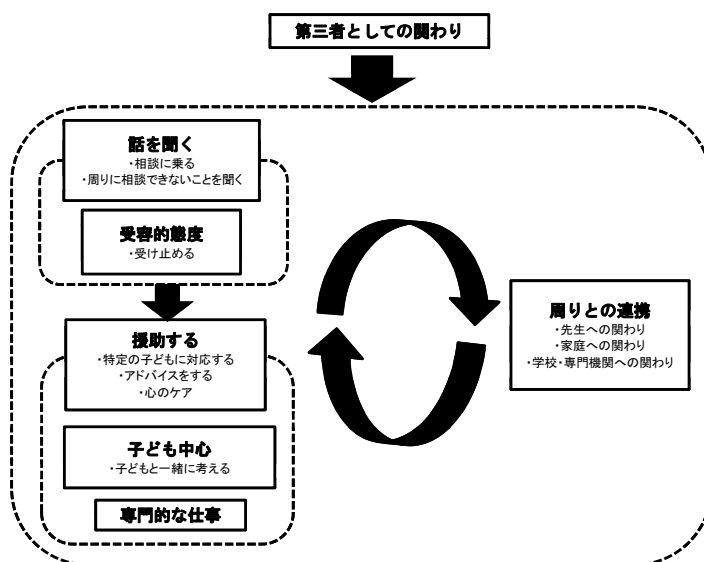 第三者としての関わり
話を聞く
・相談に乗る
・周りに相談できないことを聞く
受容的態度
・受け止める
援助する
・特定の子どもに対応する
・アドバイスをする
・心のケア
子ども中心
・子どもと一緒に考える
専門的な仕事
周りとの連携
・先生への関わり
・家庭への関わり
・学校・専門機関への関わり